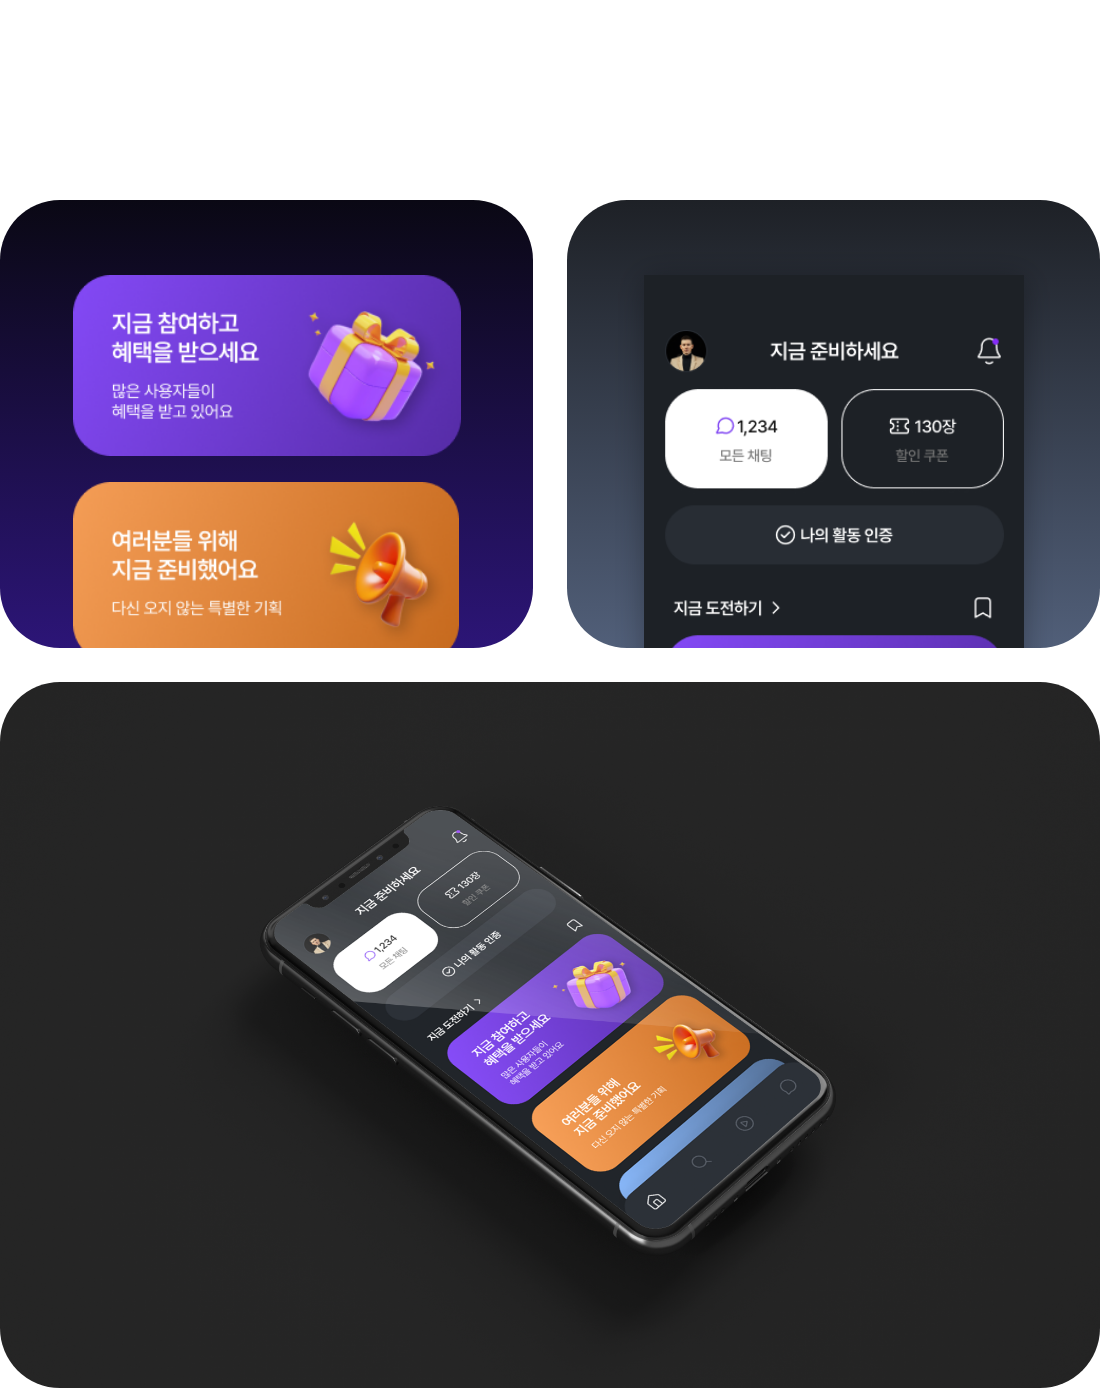 지금 참여하고
혜택을 받으세요
많은 사용자들이
혜택을 받고 있어요
여러분들 위해
지금 준비했어요
다신 오지 않는 특별한 기획
지금 준비하세요
1,234
모든 채팅
130장
할인 쿠폰
나의 활동 인증
지금 도전하기
지금 준비하세요
1,234
모든 채팅
130장
할인 쿠폰
나의 활동 인증
지금 도전하기
지금 참여하고
혜택을 받으세요
많은 사용자들이
혜택을 받고 있어요
여러분들 위해
지금 준비했어요
다신 오지 않는 특별한 기획